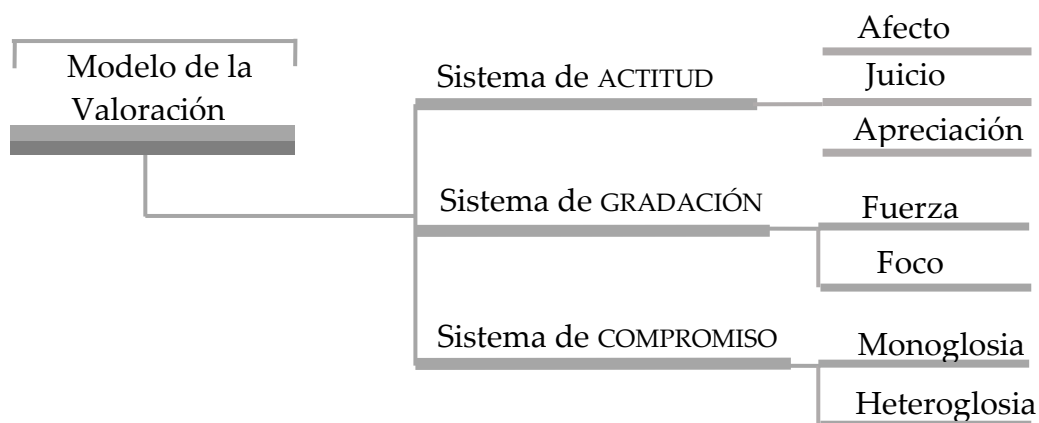 Modelo de la
Valoración
Sistema de ACTITUD
Afecto
Juicio
Apreciación
Sistema de GRADACIÓN
Fuerza
Foco
Sistema de COMPROMISO
Monoglosia
Heteroglosia